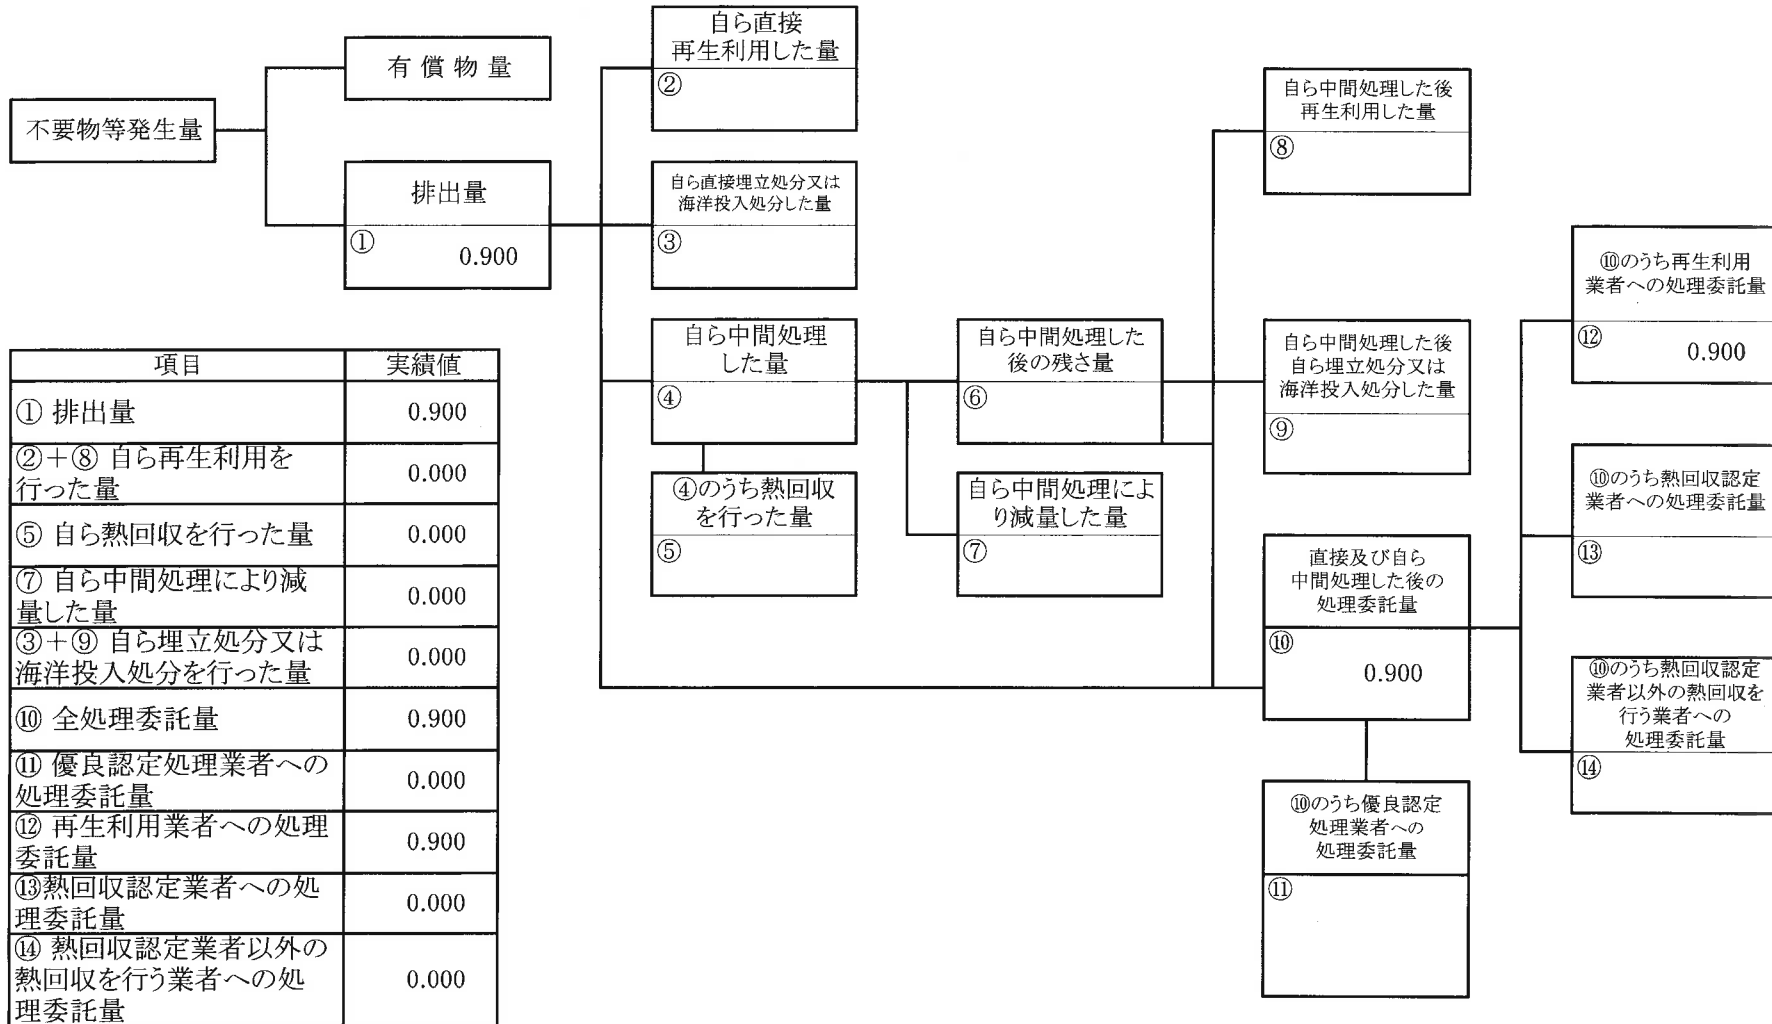 不要物等発生量
有償物量
排出量
①
0.900
自ら直接
再生利用した量
②
自ら直接埋立処分又は
海洋投入処分した量
③
自ら中間処理
した量
④
④のうち熱回収
を行った量
⑤
自ら中間処理した
後の残さ量
⑥
自ら中間処理によ
り減量した量
⑦
自ら中間処理した後
再生利用した量
⑧
自ら中間処理した後
自ら埋立処分又は
海洋投入処分した量
⑨
直接及び自ら
中間処理した後の
処理委託量
⑩
0.900
⑩のうち優良認定
処理業者への
処理委託量
⑪
⑩のうち再生利用
業者への処理委託量
⑫
0.900
⑩のうち熱回収認定
業者への処理委託量
⑬
⑩のうち熱回収認定
業者以外の熱回収を
行う業者への
処理委託量
⑭
項目 実績値
① 排出量 0.900
②+⑧ 自ら再生利用を
行った量 0.000
⑤ 自ら熱回収を行った量 0.000
⑦ 自ら中間処理により減
量した量 0.000
③+⑨ 自ら埋立処分又は
海洋投入処分を行った量 0.000
⑩ 全処理委託量 0.900
⑪ 優良認定処理業者への
処理委託量 0.000
⑫ 再生利用業者への処理
委託量 0.900
⑬熱回収認定業者への処
理委託量 0.000
⑭ 熱回収認定業者以外の
熱回収を行う業者への処
理委託量 0.000